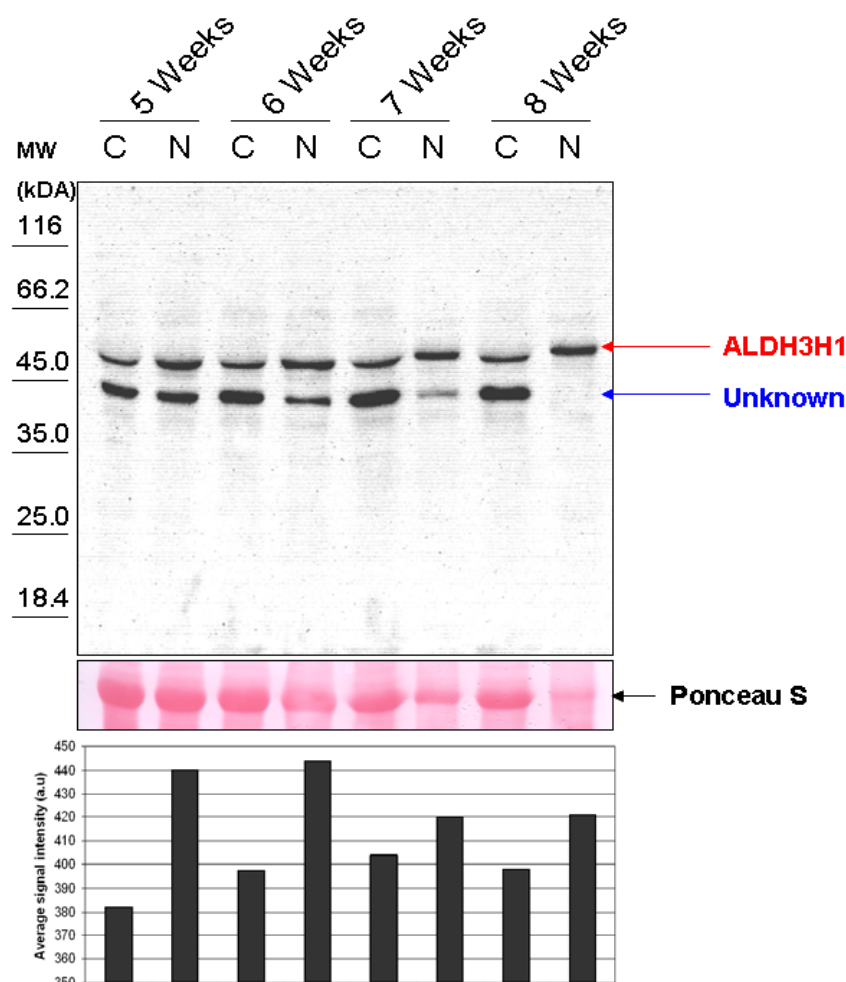 5 Weeks 6 Weeks 7 Weeks 8 Weeks
MW C N C N C N C N
(kDA)
116
66.2
ALDH3H1
45.0
Unknown
35.0
25.0
18.4
Ponceau S
Average signal intensity (a.u)
450
440
430
420
410
400
390
380
370
360
350